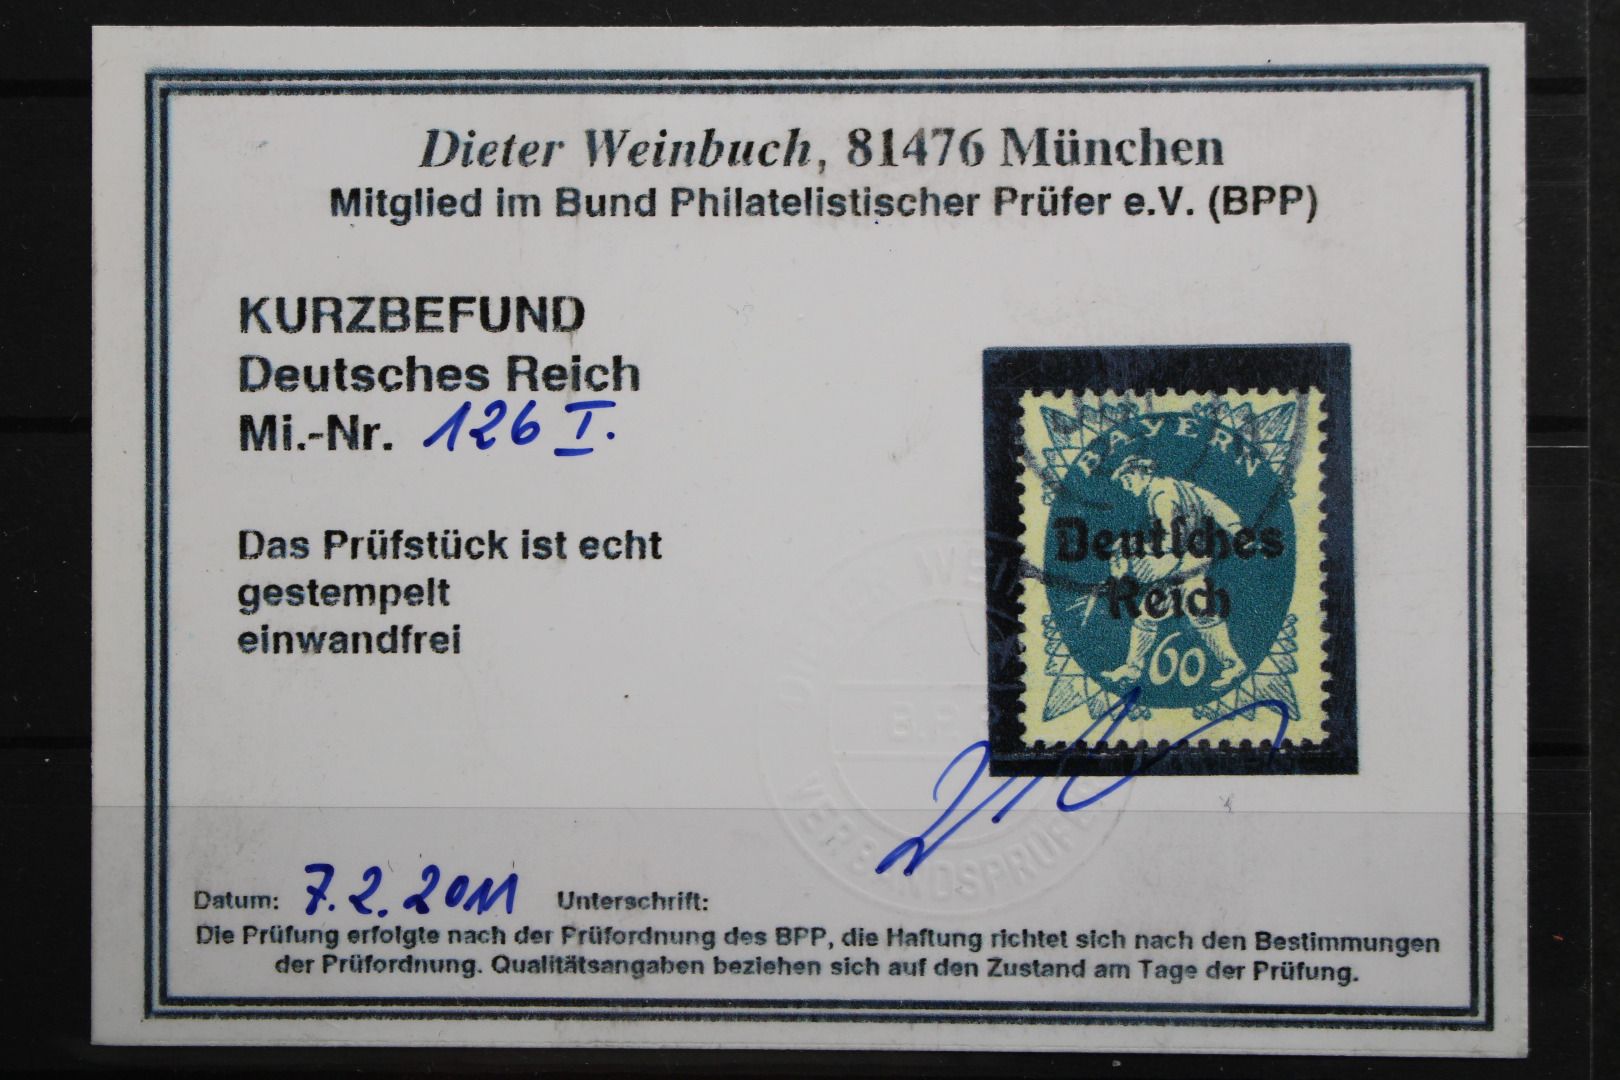 Dieter Weinbuch, 81476 München
Mitglied im Bund Philatelistischer Prüfer e.V. (BPP)
KURZBEFUND
Deutsches Reich
Mi.-Nr. 126 I.
Das Prüfstück ist echt
gestempelt
einwandfrei
BAYERN
Deutsches
Reich
60
B.P.P.
VERBANDSPRÜFER
Datum: 7.2.2011 Unterschrift:
Die Prüfung erfolgte nach der Prüfordnung des BPP, die Haftung richtet sich nach den Bestimmungen
der Prüfordnung. Qualitätsangaben beziehen sich auf den Zustand am Tage der Prüfung.